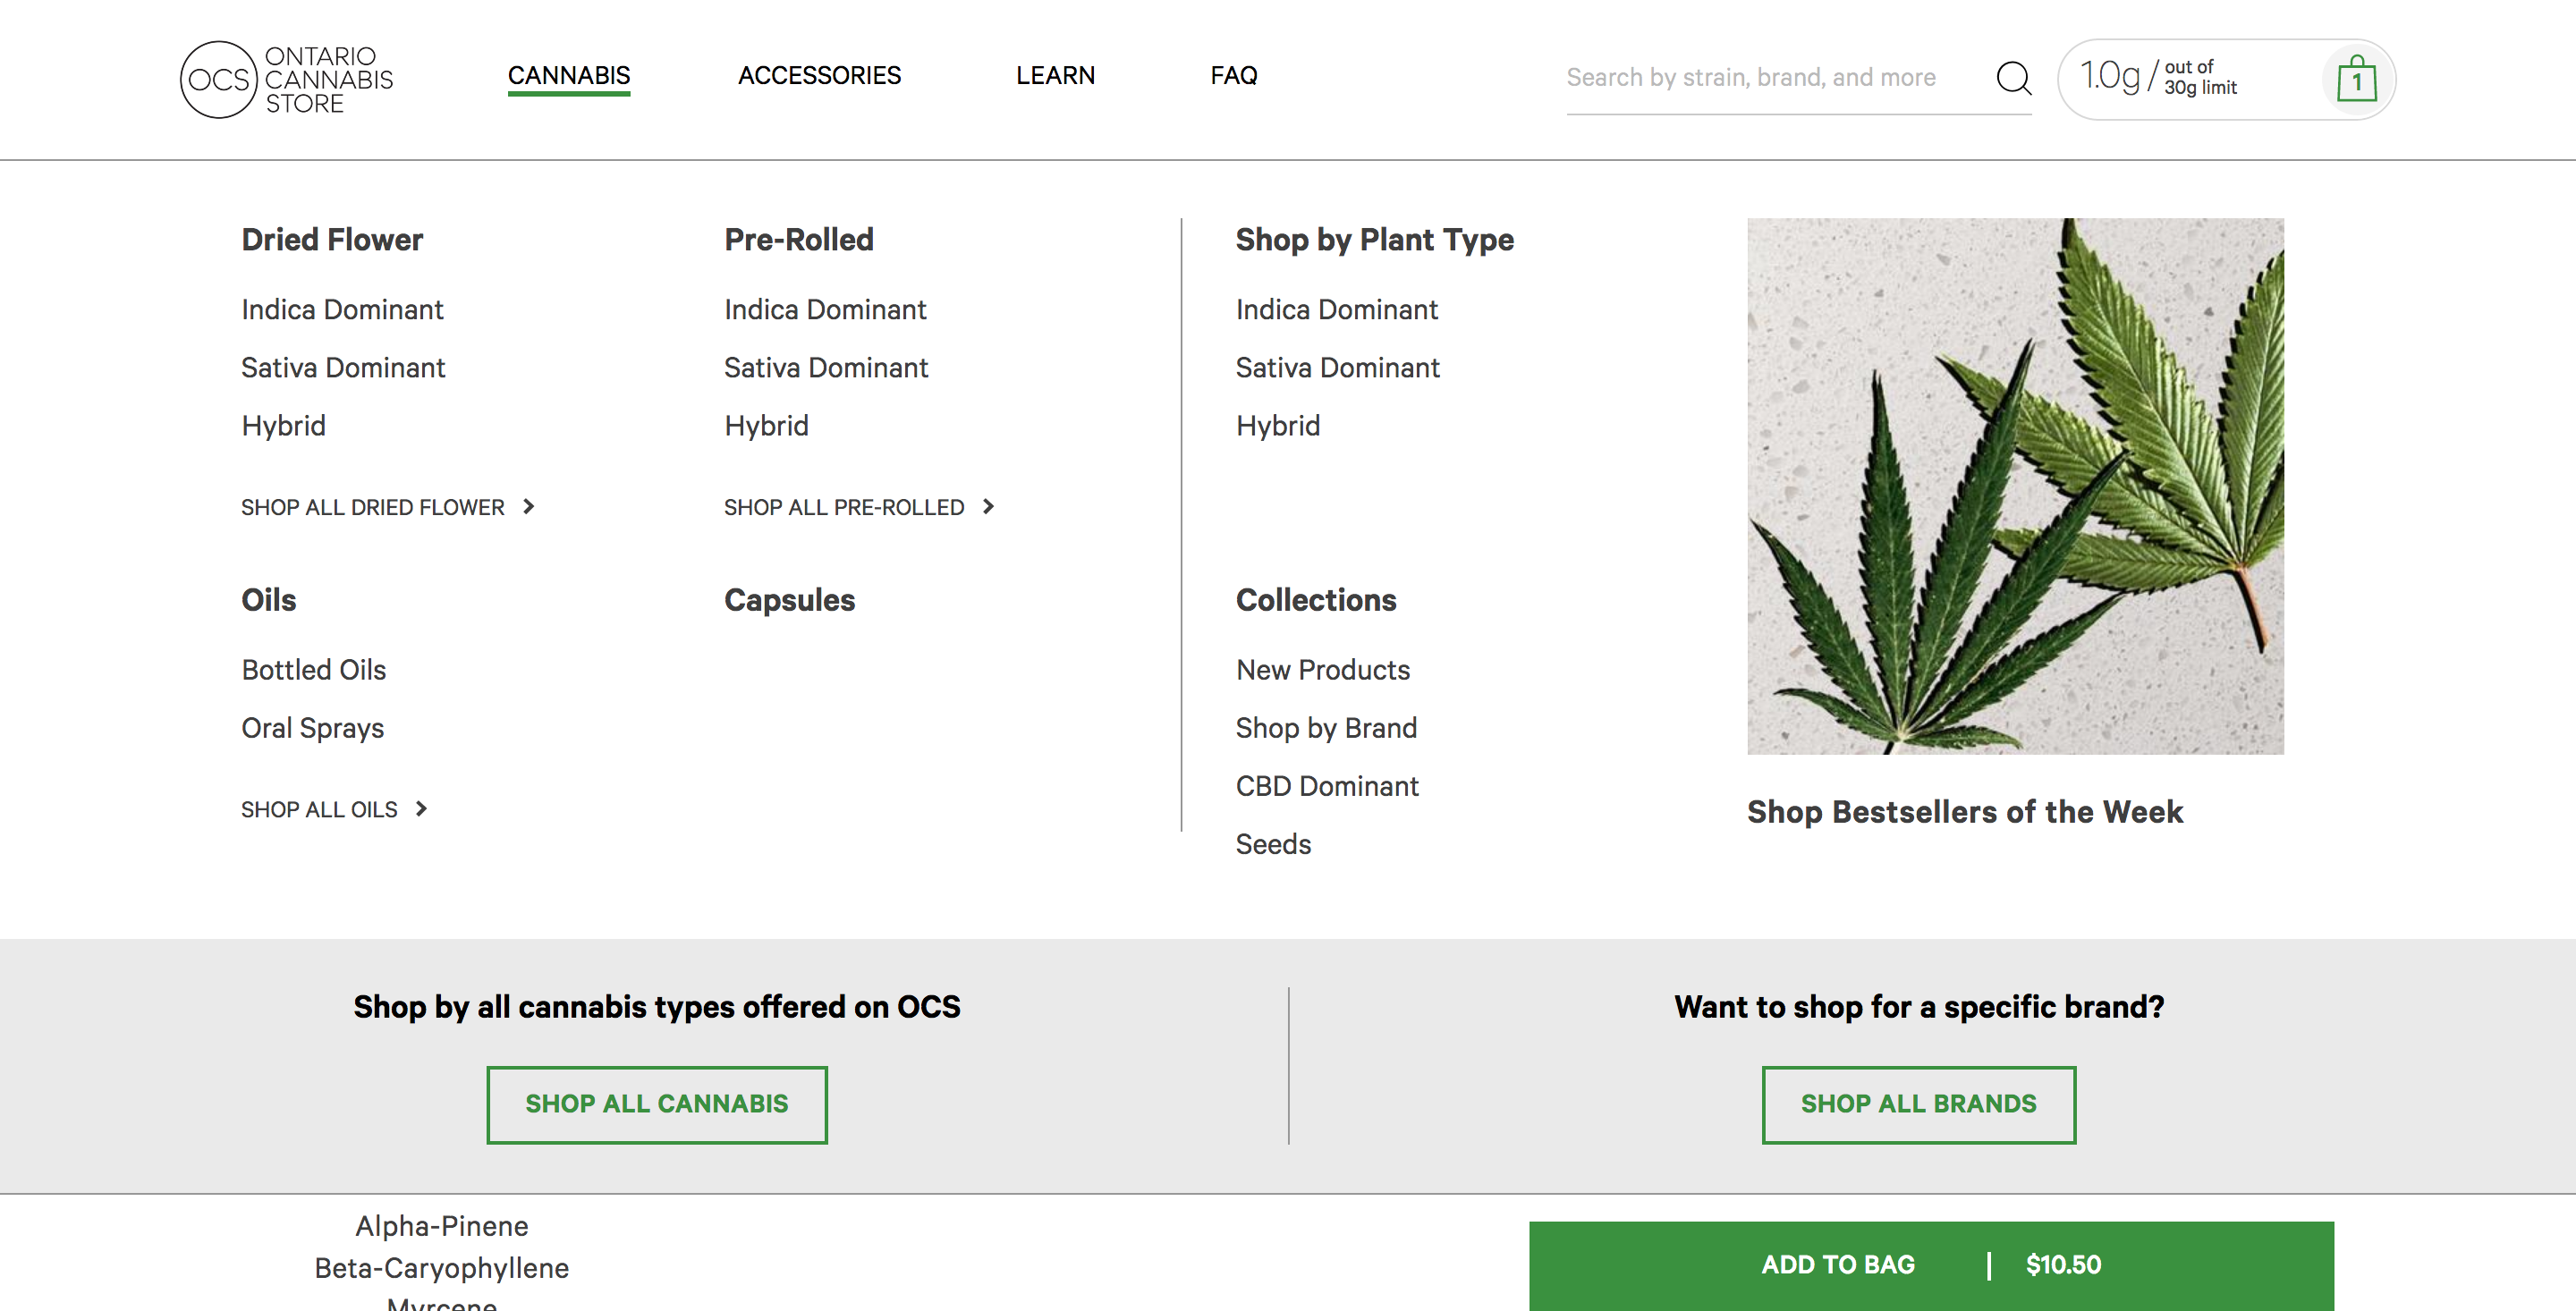 OCS
ONTARIO
CANNABIS
STORE
CANNABIS
ACCESSORIES
LEARN
FAQ
Search by strain, brand, and more
1.0g / out of
30g limit
1
Dried Flower
Indica Dominant
Sativa Dominant
Hybrid
SHOP ALL DRIED FLOWER
Pre-Rolled
Indica Dominant
Sativa Dominant
Hybrid
SHOP ALL PRE-ROLLED
Oils
Bottled Oils
Oral Sprays
SHOP ALL OILS
Capsules
Shop by Plant Type
Indica Dominant
Sativa Dominant
Hybrid
Collections
New Products
Shop by Brand
CBD Dominant
Seeds
Shop Bestsellers of the Week
Shop by all cannabis types offered on OCS
SHOP ALL CANNABIS
Want to shop for a specific brand?
SHOP ALL BRANDS
Alpha-Pinene
Beta-Caryophyllene
Myrcene
ADD TO BAG | $10.50